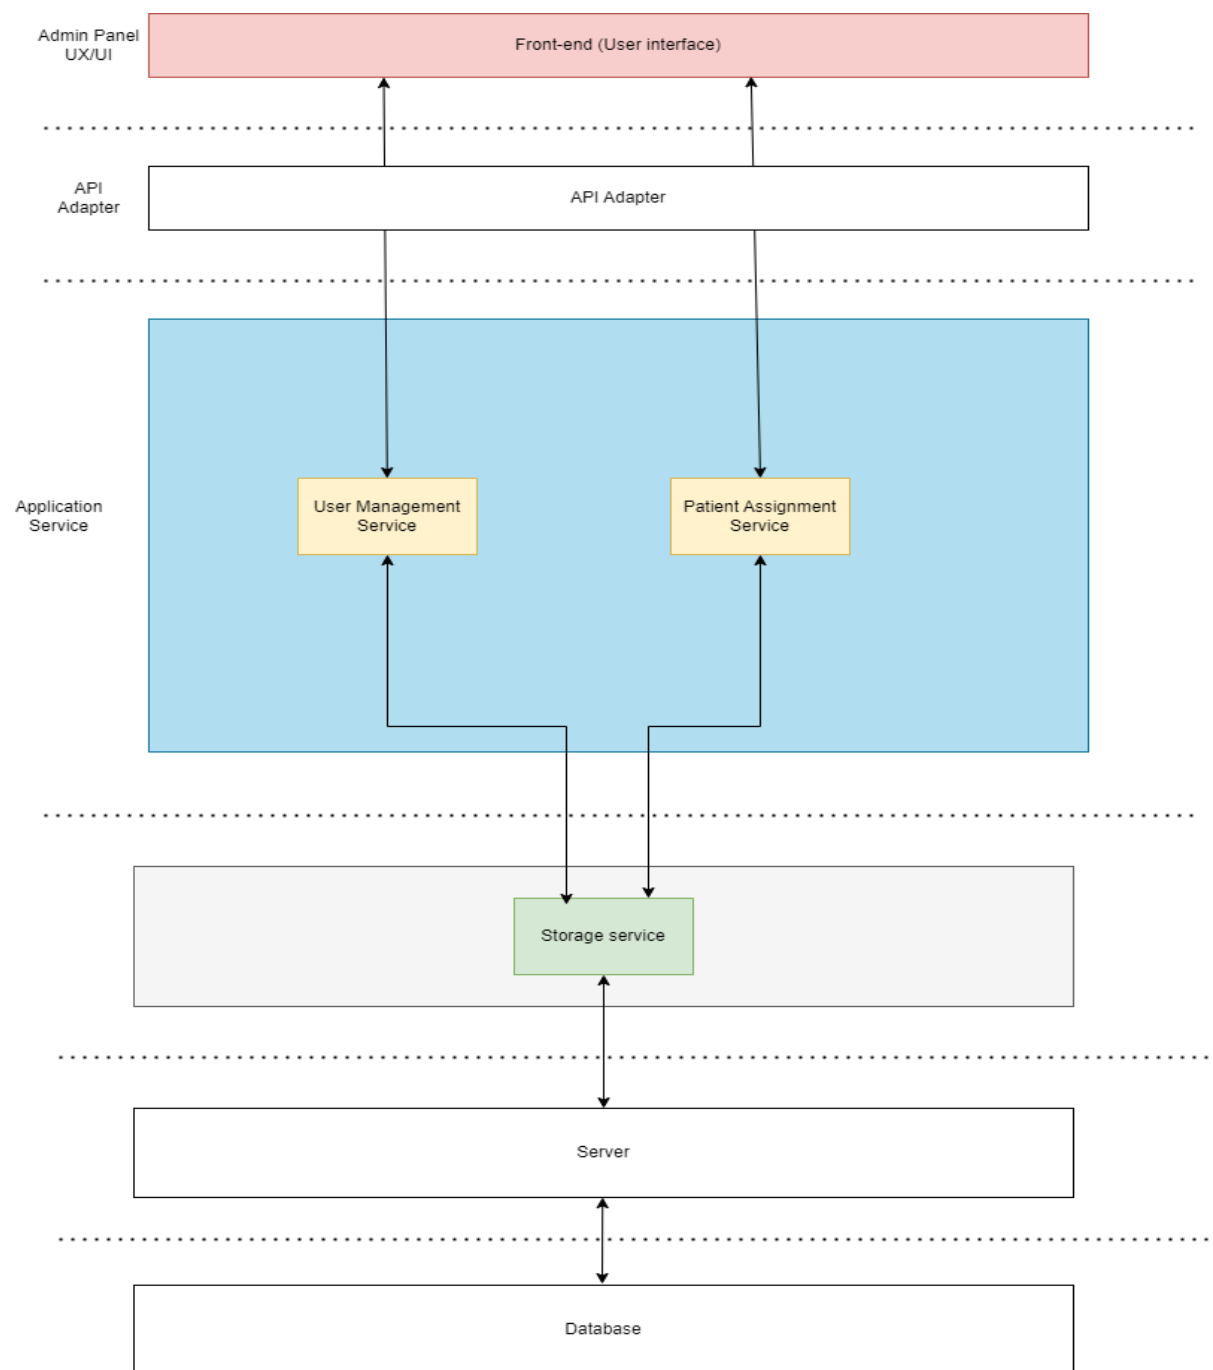 Admin Panel
UX/UI
Front-end (User interface)
API
Adapter
API Adapter
Application
Service
User Management
Service
Patient Assignment
Service
Storage service
Server
Database